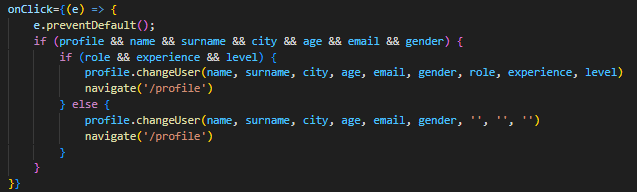 onClick={(e) => {
    e.preventDefault();
    if (profile && name && surname && city && age && email && gender) {
        if (role && experience && level) {
            profile.changeUser(name, surname, city, age, email, gender, role, experience, level)
            navigate('/profile')
        } else {
            profile.changeUser(name, surname, city, age, email, gender, '', '', '')
            navigate('/profile')
        }
    }
}}